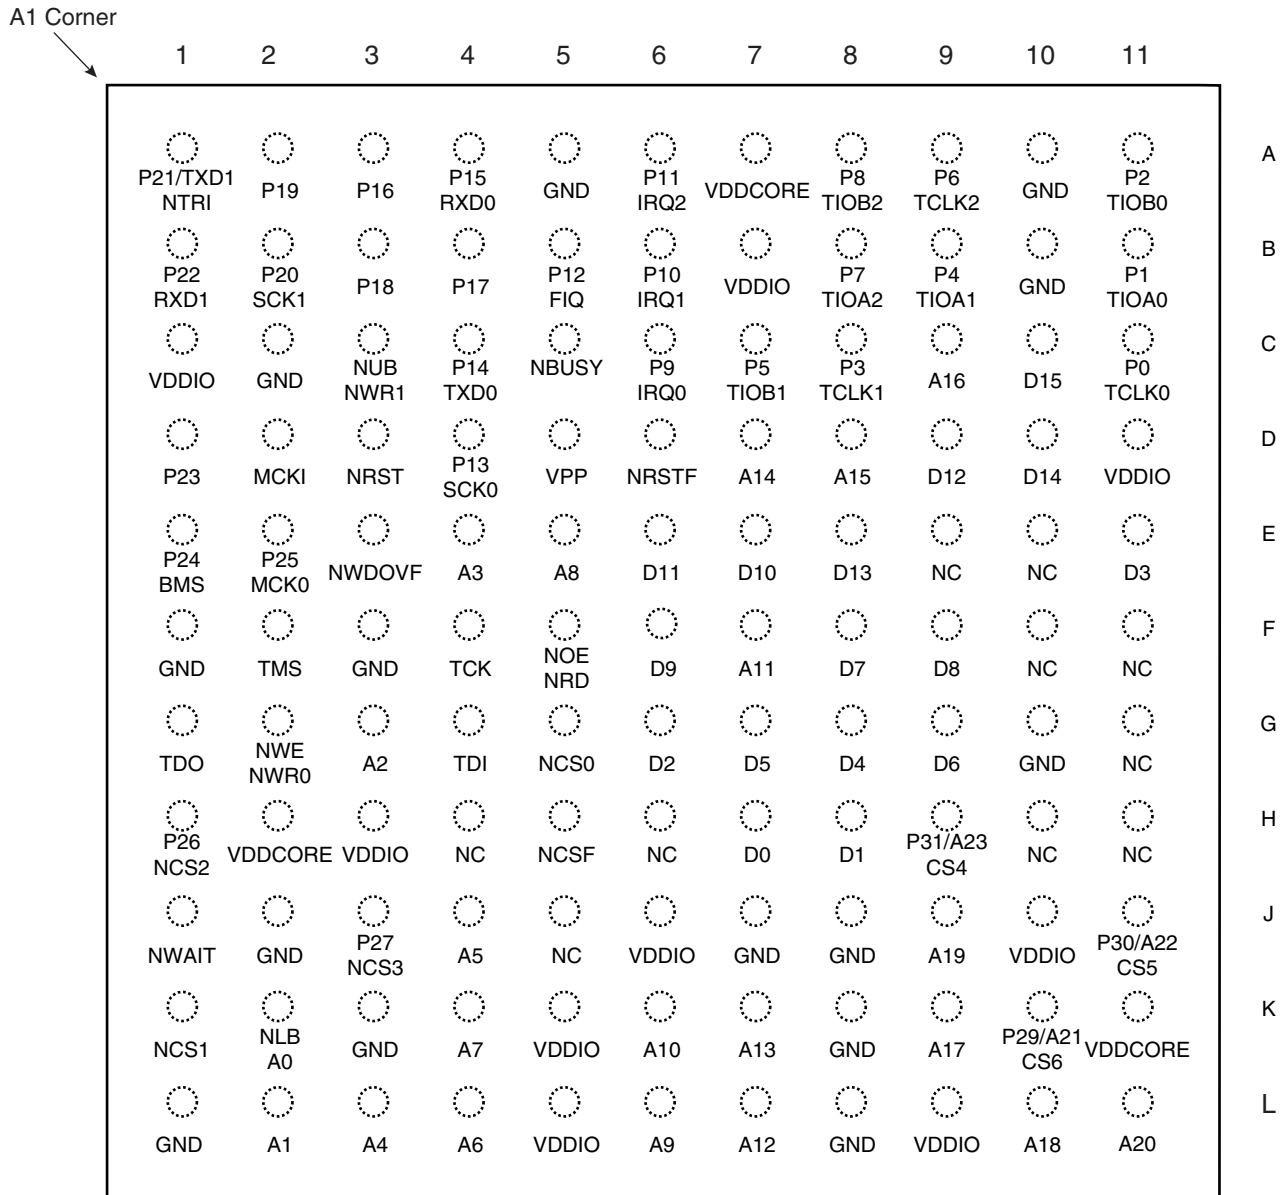 A1 Corner
1 2 3 4 5 6 7 8 9 10 11
A
P21/TXD1 P19 P16 P15 GND P11 VDDCORE P8 P6 GND P2
NTRI RXD0 IRQ2 TIOB2 TCLK2 TIOB0
B
P22 P20 P18 P17 P12 P10 VDDIO P7 P4 GND P1
RXD1 SCK1 FIQ IRQ1 TIOA2 TIOA1 TIOA0
C
VDDIO GND NUB P14 NBUSY P9 P5 P3 A16 D15 P0
NWR1 TXD0 IRQ0 TIOB1 TCLK1 TCLK0
D
P23 MCKI NRST P13 VPP NRSTF A14 A15 D12 D14 VDDIO
SCK0
E
P24 P25 NWDOVF A3 A8 D11 D10 D13 NC NC D3
BMS MCK0
F
GND TMS GND TCK NOE D9 A11 D7 D8 NC NC
NRD
G
TDO NWE A2 TDI NCS0 D2 D5 D4 D6 GND NC
NWR0
H
P26 VDDCORE VDDIO NC NCSF NC D0 D1 P31/A23 NC NC
NCS2 CS4
J
NWAIT GND P27 A5 NC VDDIO GND GND A19 VDDIO P30/A22
NCS3 CS5
K
NCS1 NLB GND A7 VDDIO A10 A13 GND A17 P29/A21 VDDCORE
A0 CS6
L
GND A1 A4 A6 VDDIO A9 A12 GND VDDIO A18 A20